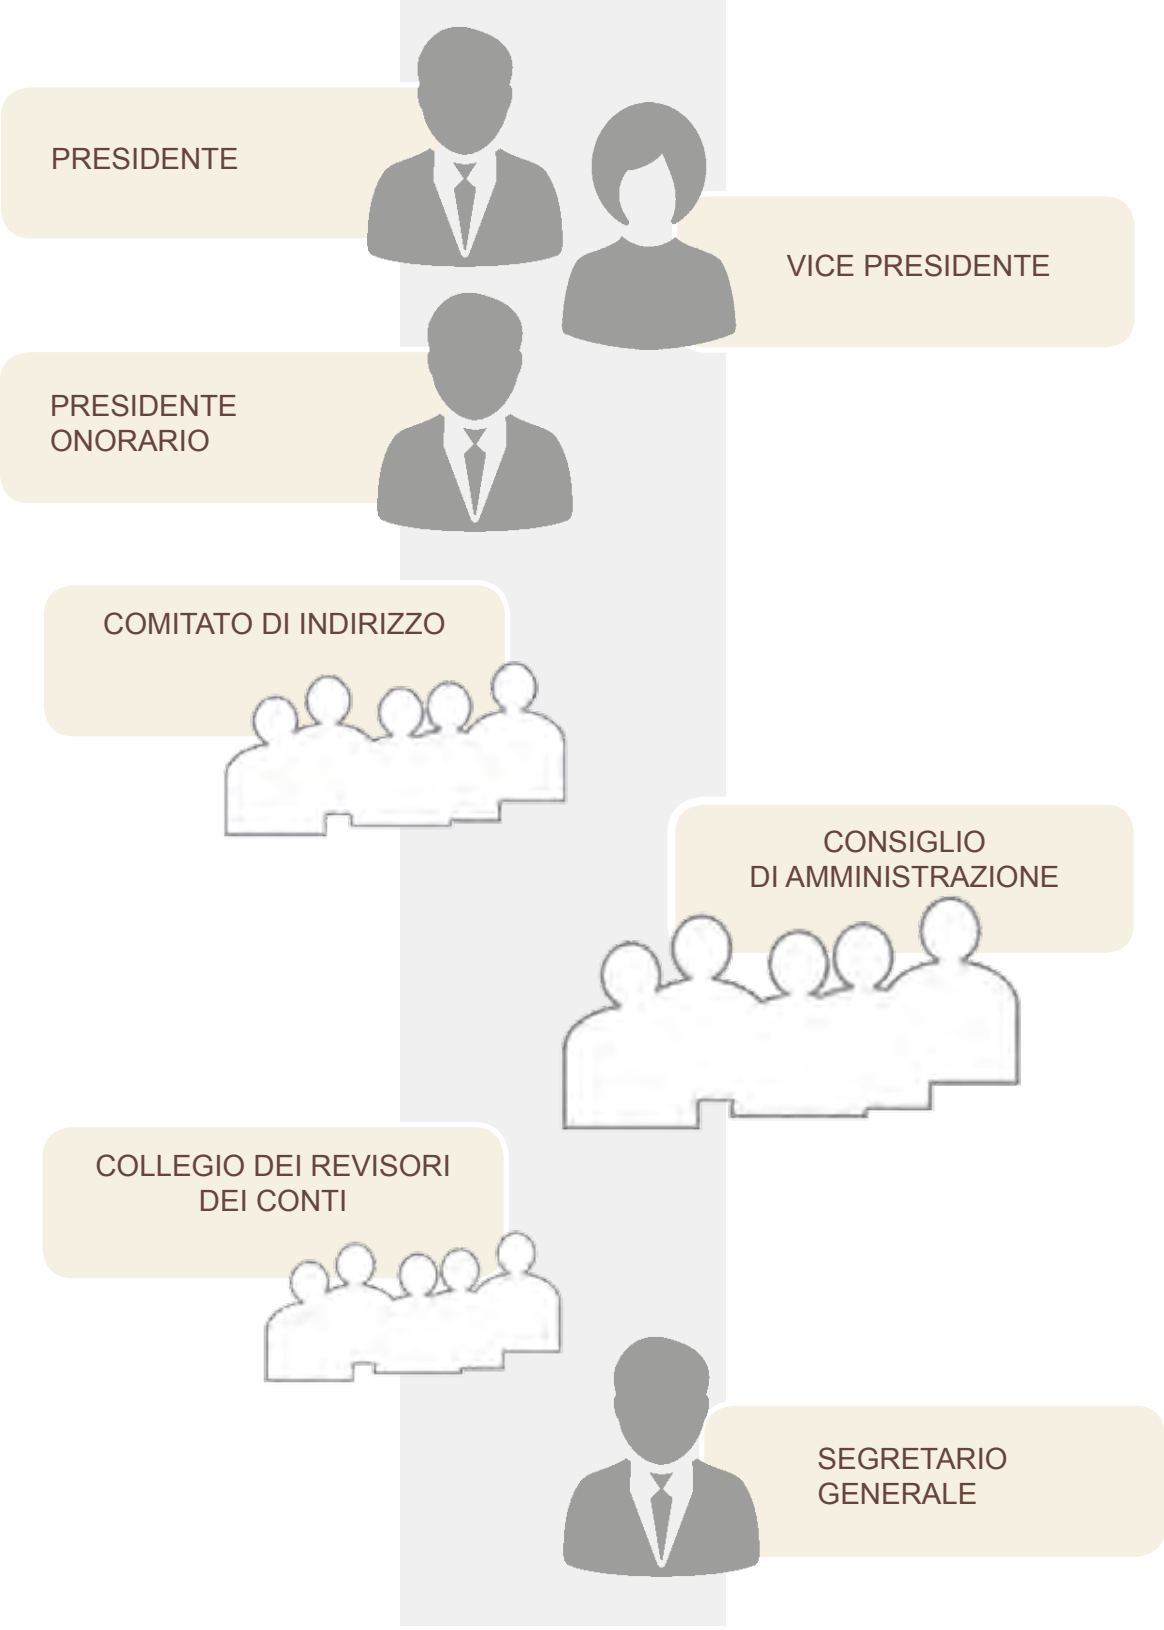 PRESIDENTE
VICE PRESIDENTE
PRESIDENTE
ONORARIO
COMITATO DI INDIRIZZO
CONSIGLIO
DI AMMINISTRAZIONE
COLLEGIO DEI REVISORI
DEI CONTI
SEGRETARIO
GENERALE